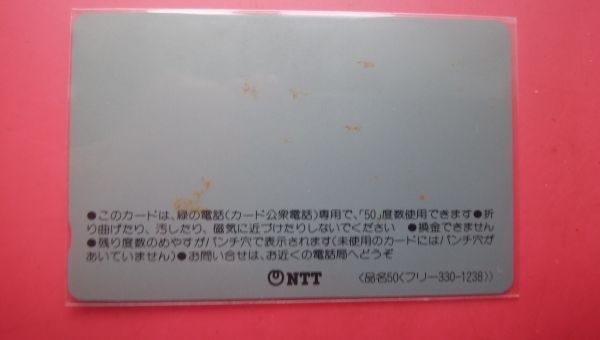 ●このカードは、緑の電話(カード公衆電話)専用で、「50」度数使用できます●折
り曲げたり、汚したり、磁気に近づけたりしないでください ●換金できません
●残り度数のめやすがパンチ穴で表示されます(未使用のカードにはパンチ穴が
あいていません)●お問い合せは、お近くの電話局へどうぞ
NTT 〈品名50〈フリー330-1238〉〉